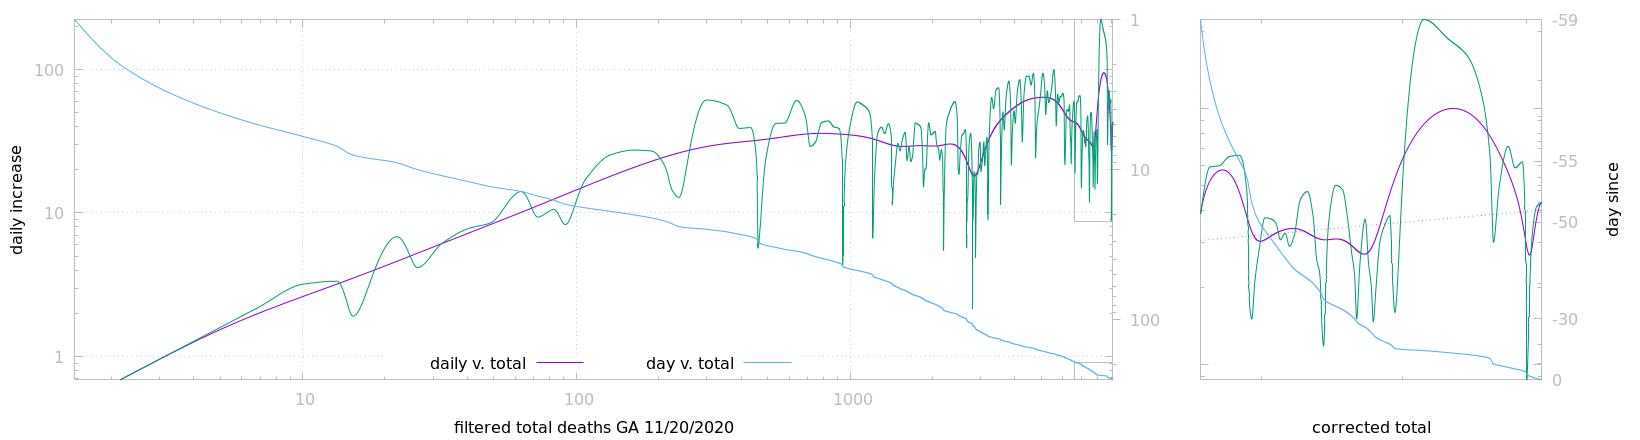 daily increase
100
10
1
daily v. total
day v. total
10
100
1000
filtered total deaths GA 11/20/2020
1
10
100
-59
-55
-50
-30
0
day since
corrected total